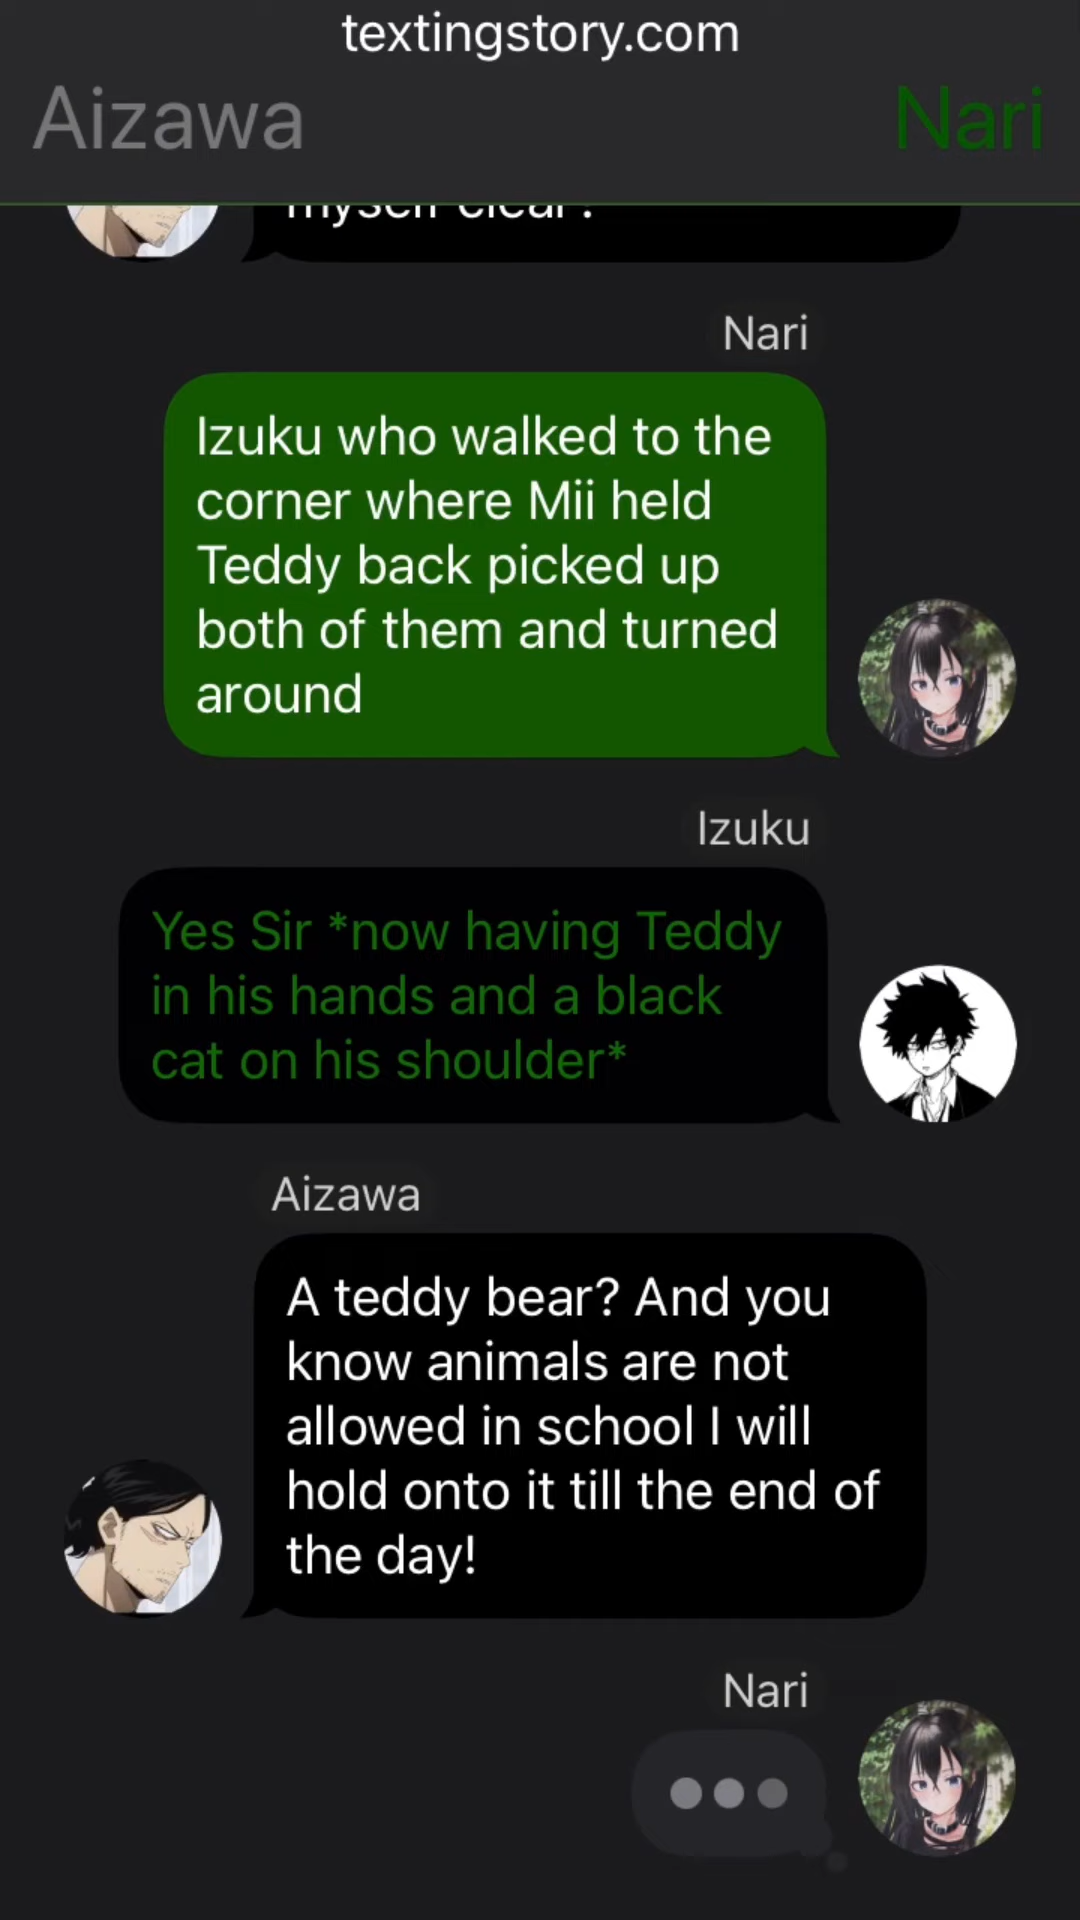 textingstory.com
Aizawa
Nari
myself clear?
Nari
Izuku who walked to the
corner where Mii held
Teddy back picked up
both of them and turned
around
Izuku
Yes Sir *now having Teddy
in his hands and a black
cat on his shoulder*
Aizawa
A teddy bear? And you
know animals are not
allowed in school I will
hold onto it till the end of
the day!
Nari